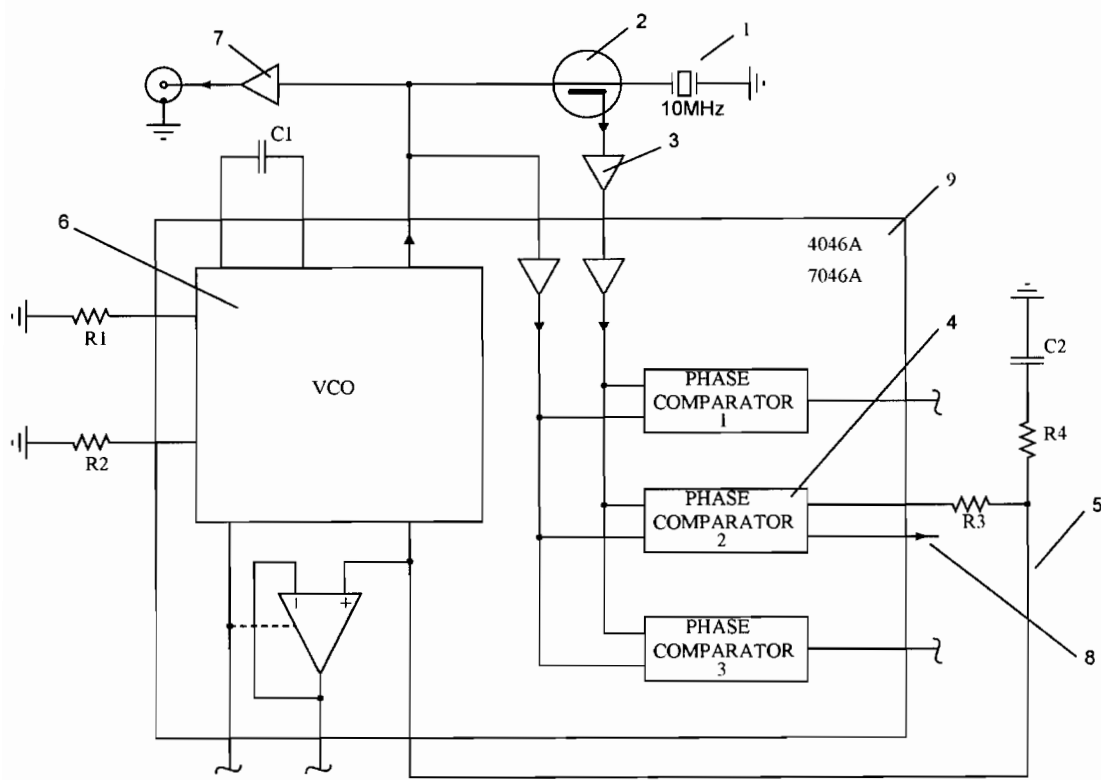 2
1
7
10MHz
C1
3
9
6
4046A
7046A
R1
4
C2
VCO
PHASE
COMPARATOR
1
R4
R2
PHASE
COMPARATOR
2
R3
5
8
PHASE
COMPARATOR
3
− +